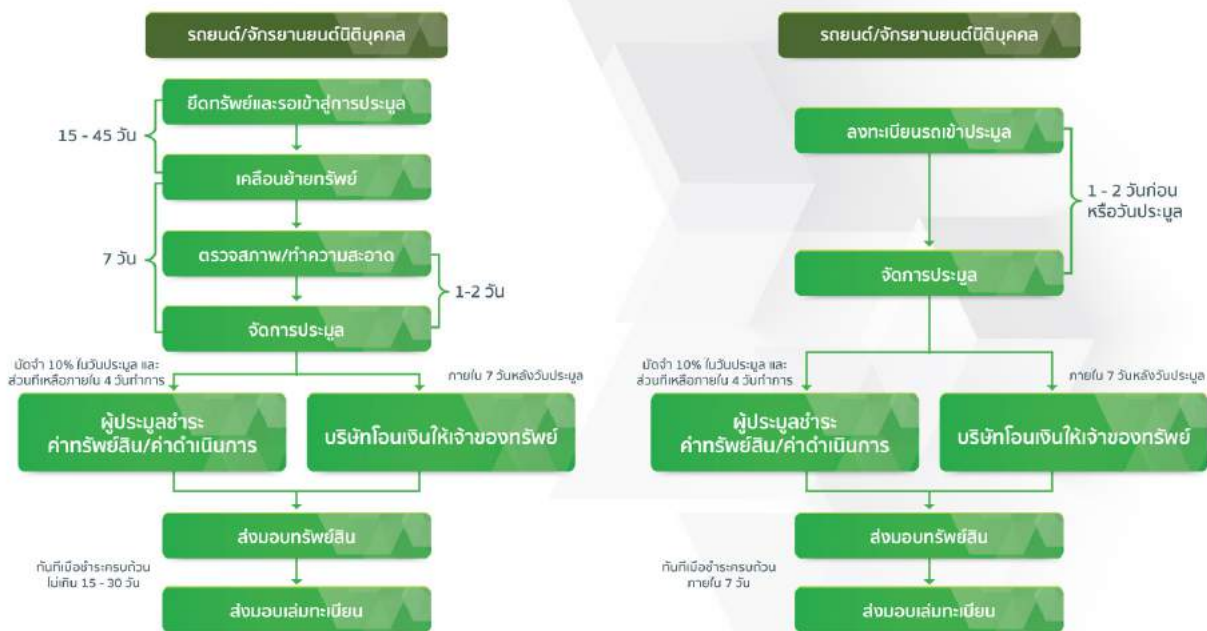 รถยนต์/จักรยานยนต์นิติบุคคล
ยึดทรัพย์และรอเข้าสู่การประมูล
15 - 45 วัน
เคลื่อนย้ายทรัพย์
7 วัน
ตรวจสภาพ/ทำความสะอาด
1-2 วัน
จัดการประมูล
มัดจำ 10% ในวันประมูล และ
ส่วนที่เหลือภายใน 4 วันทำการ
ภายใน 7 วันหลังวันประมูล
ผู้ประมูลชำระ
ค่าทรัพย์สิน/ค่าดำเนินการ
บริษัทโอนเงินให้เจ้าของทรัพย์
ส่งมอบทรัพย์สิน
ทันทีเมื่อชำระครบถ้วน
ไม่เกิน 15 - 30 วัน
ส่งมอบเล่มทะเบียน
รถยนต์/จักรยานยนต์นิติบุคคล
ลงทะเบียนรถเข้าประมูล
1 - 2 วันก่อน
หรือวันประมูล
จัดการประมูล
มัดจำ 10% ในวันประมูล และ
ส่วนที่เหลือภายใน 4 วันทำการ
ภายใน 7 วันหลังวันประมูล
ผู้ประมูลชำระ
ค่าทรัพย์สิน/ค่าดำเนินการ
บริษัทโอนเงินให้เจ้าของทรัพย์
ส่งมอบทรัพย์สิน
ทันทีเมื่อชำระครบถ้วน
ภายใน 7 วัน
ส่งมอบเล่มทะเบียน